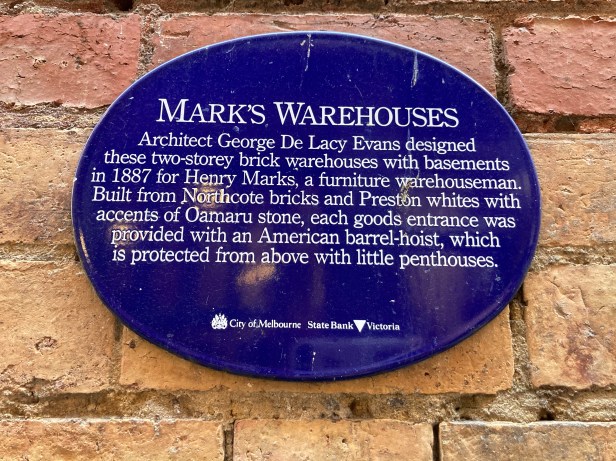 MARK'S WAREHOUSES
Architect George De Lacy Evans designed
these two-storey brick warehouses with basements
in 1887 for Henry Marks, a furniture warehouseman.
Built from Northcote bricks and Preston whites with
accents of Oamaru stone, each goods entrance was
provided with an American barrel-hoist, which
is protected from above with little penthouses.
City of Melbourne State Bank Victoria